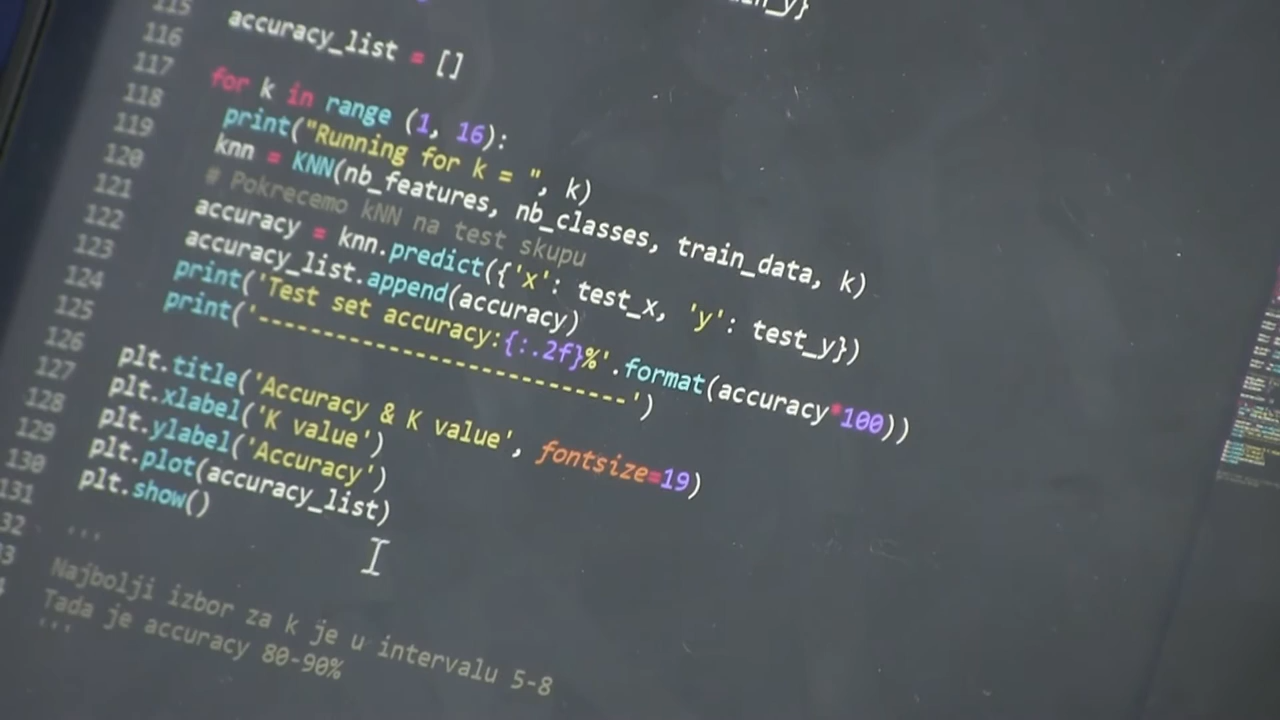 115
accuracy_list = []
116
117
for k in range (1, 16):
118
print("Running for k = ", k)
119
knn = KNN(nb_features, nb_classes, train_data, k)
120
# Pokrecemo kNN na test skupu
121
accuracy = knn.predict({'x': test_x, 'y': test_y})
122
accuracy_list.append(accuracy)
123
print('Test set accuracy:{:.2f}%'.format(accuracy*100))
124
print('----------------------------------')
125
126
plt.title('Accuracy & K value', fontsize=19)
127
plt.xlabel('K value')
128
plt.ylabel('Accuracy')
129
plt.plot(accuracy_list)
130
plt.show()
131
'''
Najbolji izbor za k je u intervalu 5-8
Tada je accuracy 80-90%
'''